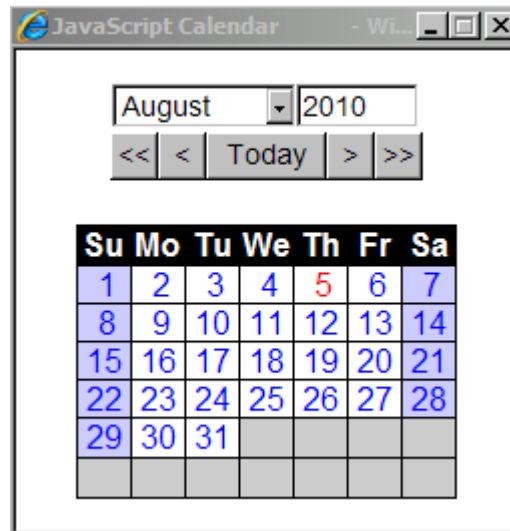 JavaScript Calendar - Wi...
August 2010
<< < Today > >>
Su Mo Tu We Th Fr Sa
1 2 3 4 5 6 7
8 9 10 11 12 13 14
15 16 17 18 19 20 21
22 23 24 25 26 27 28
29 30 31